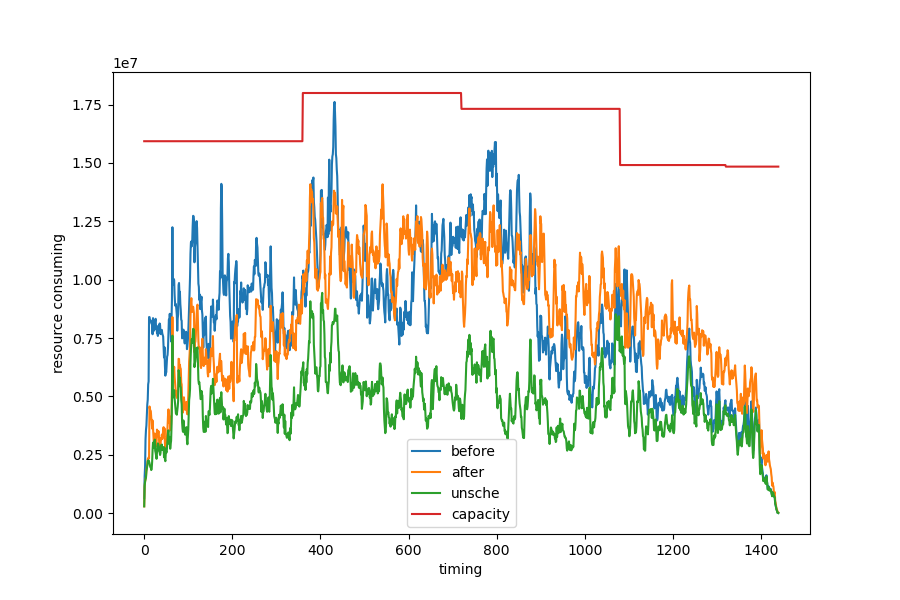 1e7
1.75
1.50
1.25
1.00
0.75
0.50
0.25
0.00
resource consuming
before
after
unsche
capacity
0 200 400 600 800 1000 1200 1400
timing